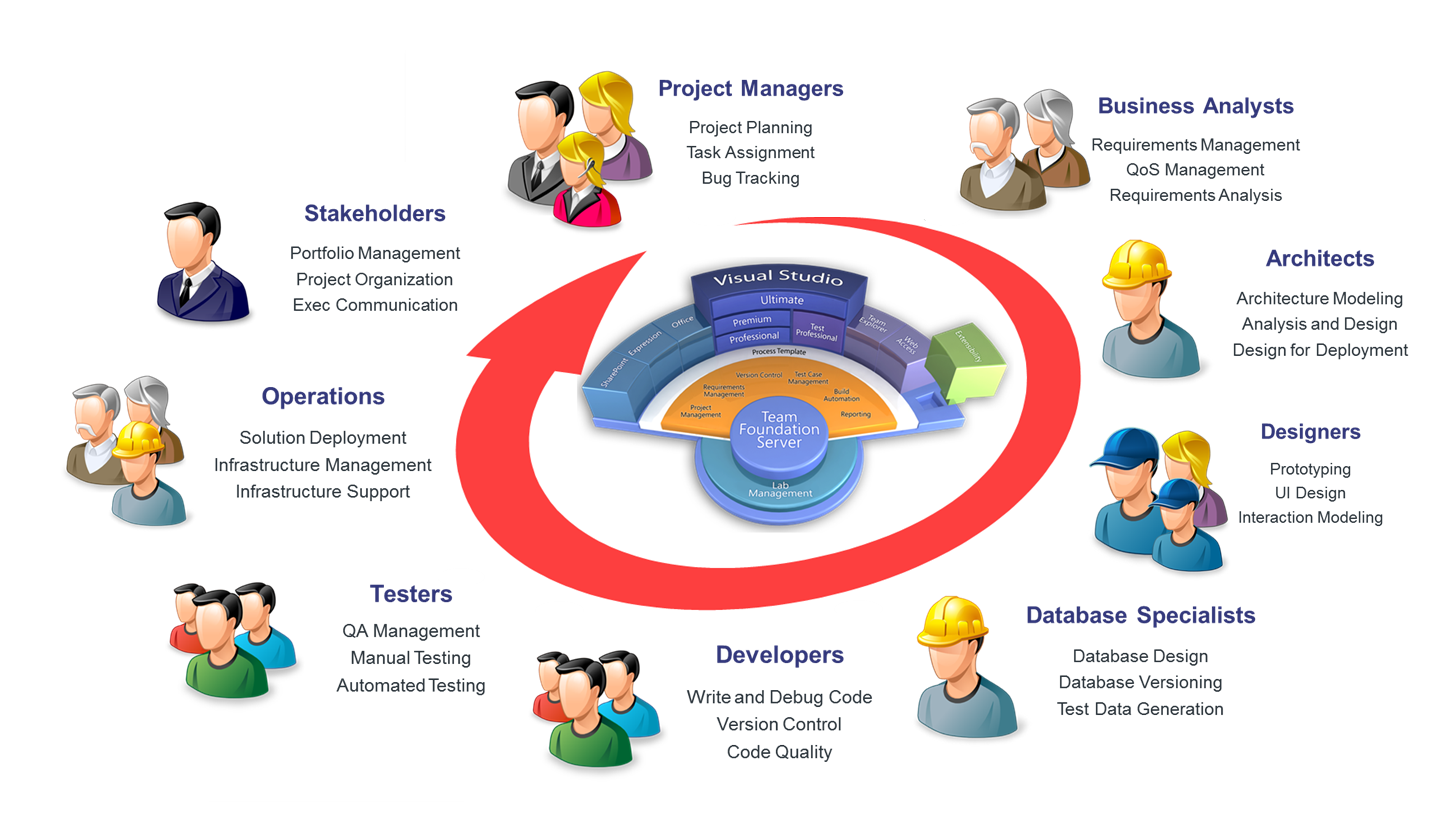 Project Managers
Project Planning
Task Assignment
Bug Tracking
Business Analysts
Requirements Management
QoS Management
Requirements Analysis
Stakeholders
Portfolio Management
Project Organization
Exec Communication
Architects
Architecture Modeling
Analysis and Design
Design for Deployment
Visual Studio
Ultimate
Premium
Professional
Test
Professional
Office
Expression
SharePoint
Team
Explorer
Web
Access
Extensibility
Process Template
Version Control
Test Case
Management
Requirements
Management
Build
Automation
Project
Management
Reporting
Team
Foundation
Server
Lab
Management
Operations
Solution Deployment
Infrastructure Management
Infrastructure Support
Designers
Prototyping
UI Design
Interaction Modeling
Testers
QA Management
Manual Testing
Automated Testing
Developers
Write and Debug Code
Version Control
Code Quality
Database Specialists
Database Design
Database Versioning
Test Data Generation